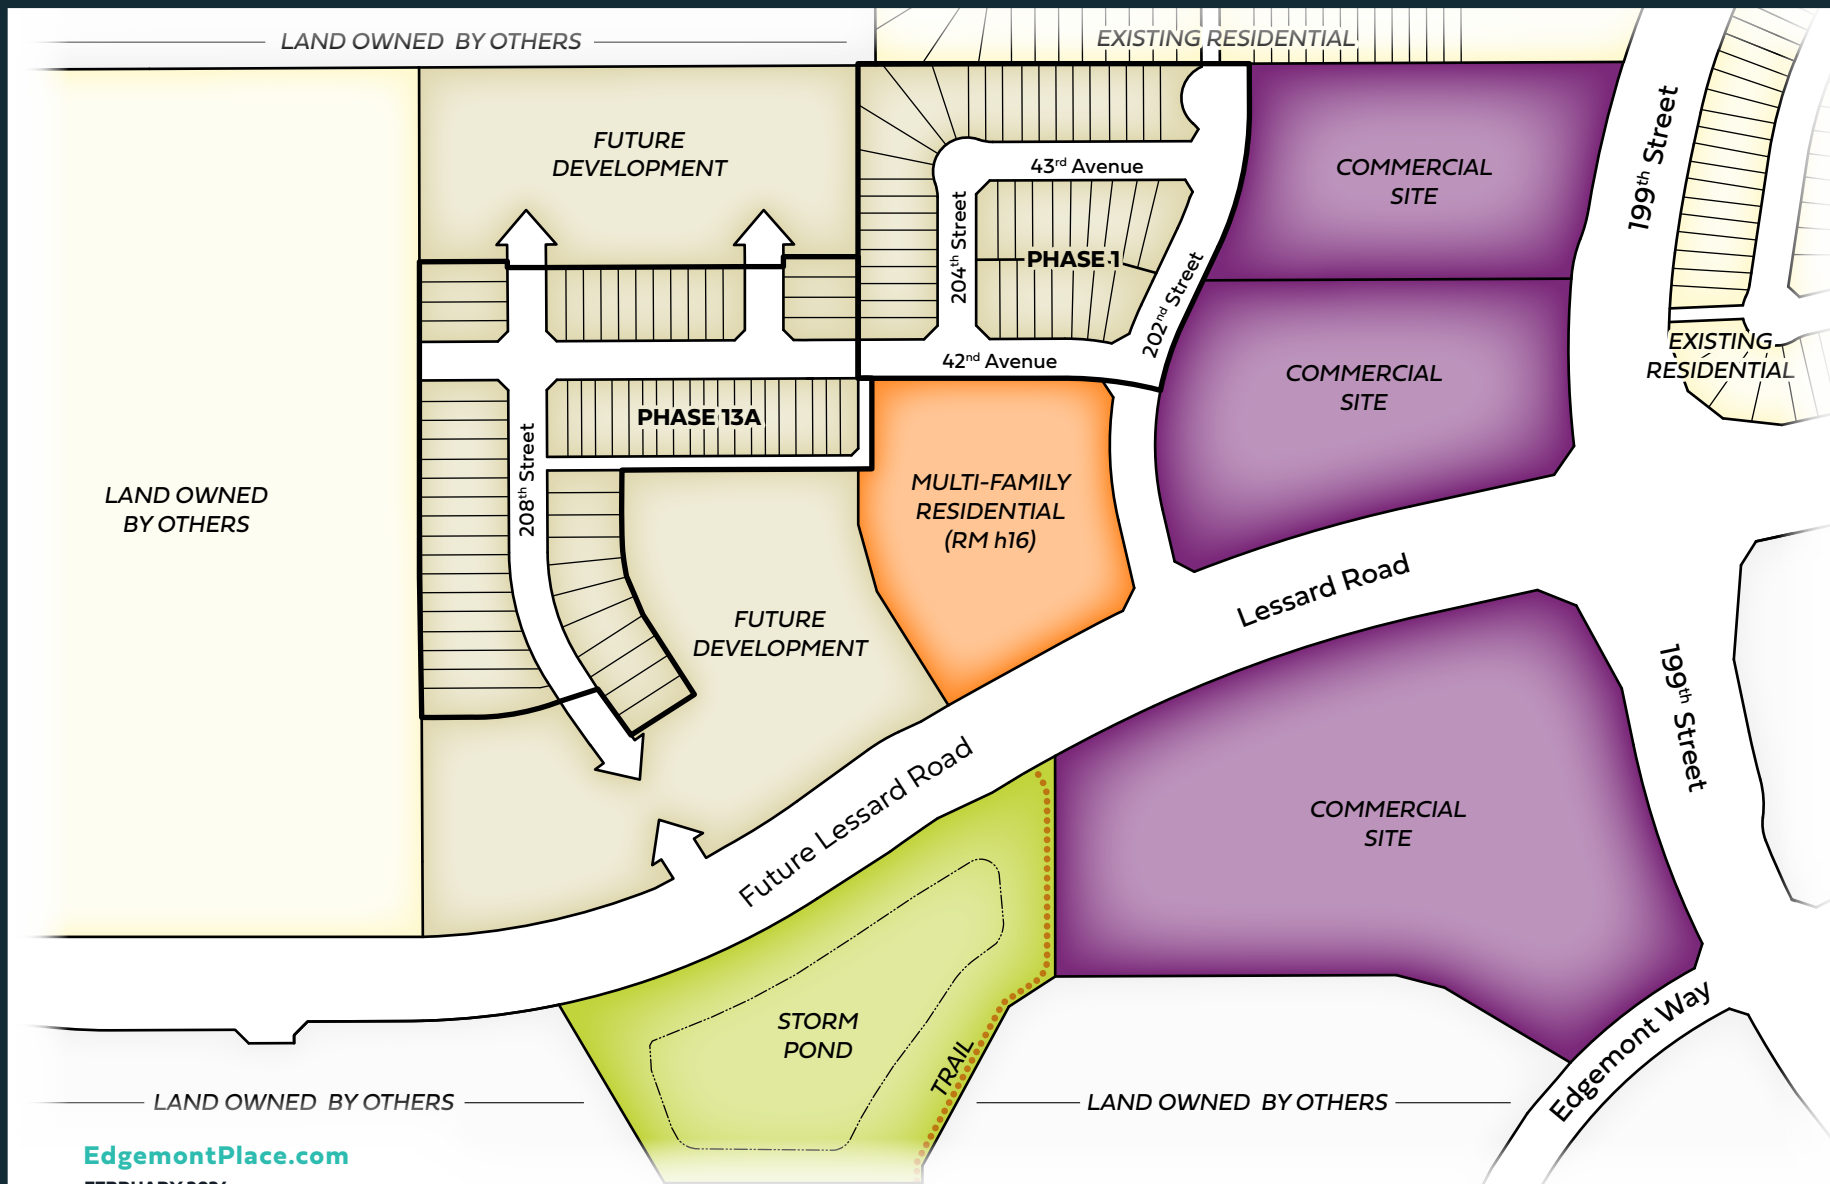 LAND OWNED BY OTHERS
EXISTING RESIDENTIAL
FUTURE
DEVELOPMENT
43rd Avenue
COMMERCIAL
SITE
199th Street
204th Street
PHASE 1
202nd Street
42nd Avenue
COMMERCIAL
SITE
EXISTING
RESIDENTIAL
PHASE 13A
208th Street
LAND OWNED
BY OTHERS
MULTI-FAMILY
RESIDENTIAL
(RM h16)
Lessard Road
FUTURE
DEVELOPMENT
199th Street
Future Lessard Road
COMMERCIAL
SITE
STORM
POND
TRAIL
Edgemont Way
LAND OWNED BY OTHERS
LAND OWNED BY OTHERS
EdgemontPlace.com